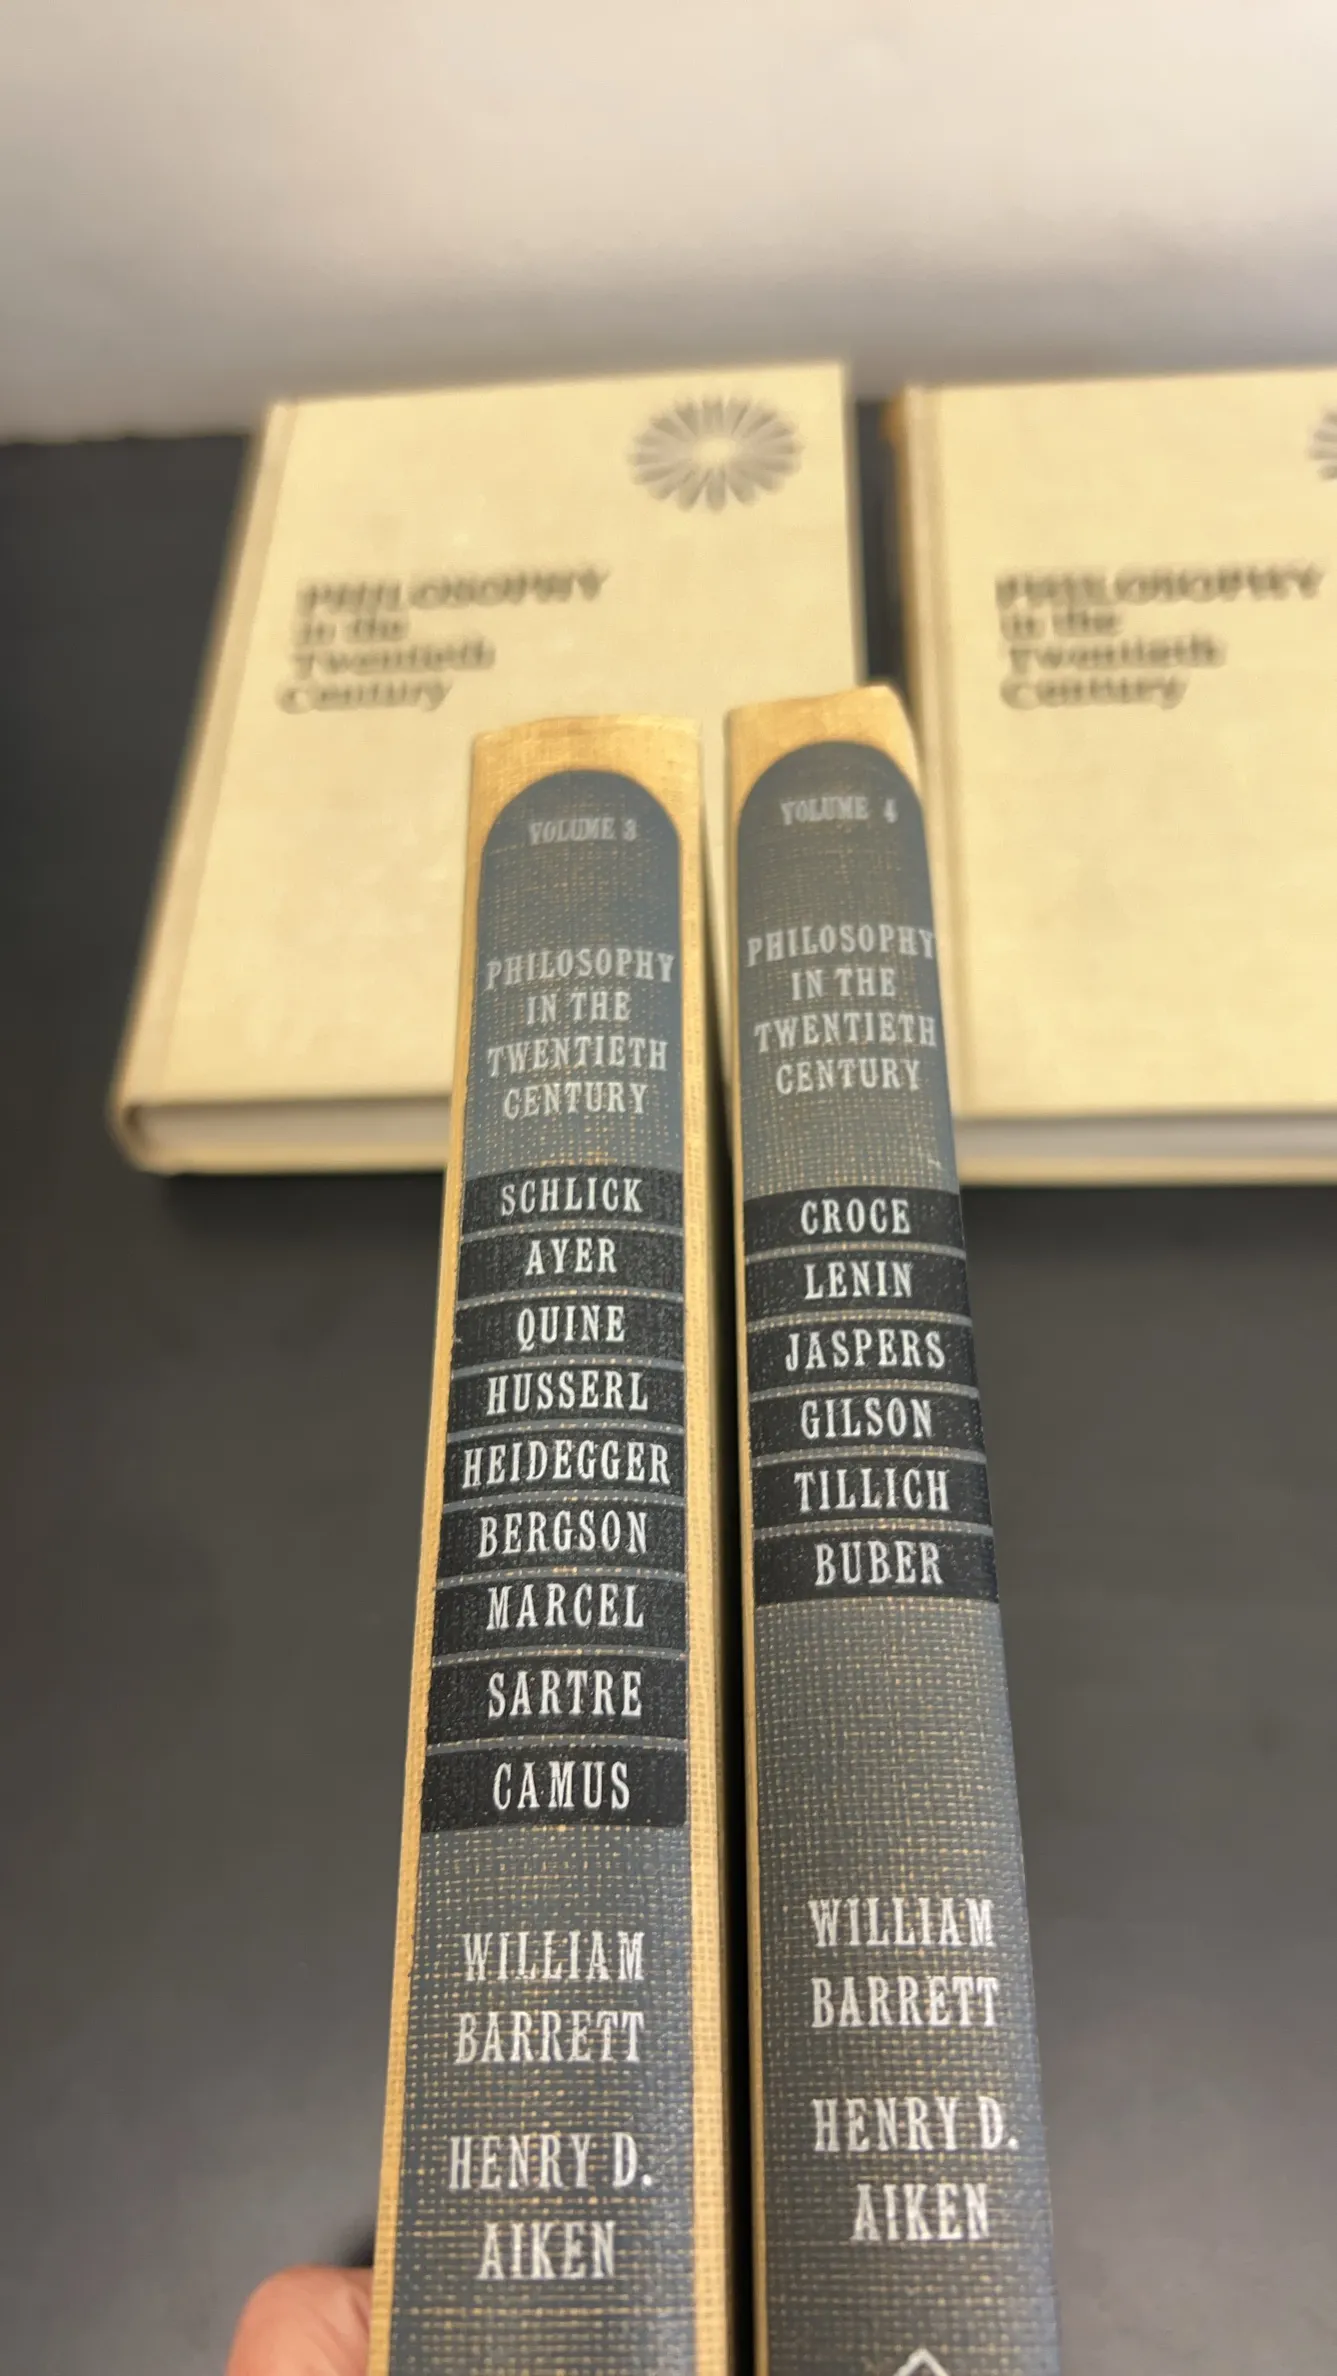 PHILOSOPHY
in the
Twentieth
Century
PHILOSOPHY
in the
Twentieth
Century
VOLUME 3
PHILOSOPHY
IN THE
TWENTIETH
CENTURY
SCHLICK
AYER
QUINE
HUSSERL
HEIDEGGER
BERGSON
MARCEL
SARTRE
CAMUS
WILLIAM
BARRETT
HENRY D.
AIKEN
VOLUME 4
PHILOSOPHY
IN THE
TWENTIETH
CENTURY
CROCE
LENIN
JASPERS
GILSON
TILLICH
BUBER
WILLIAM
BARRETT
HENRY D.
AIKEN